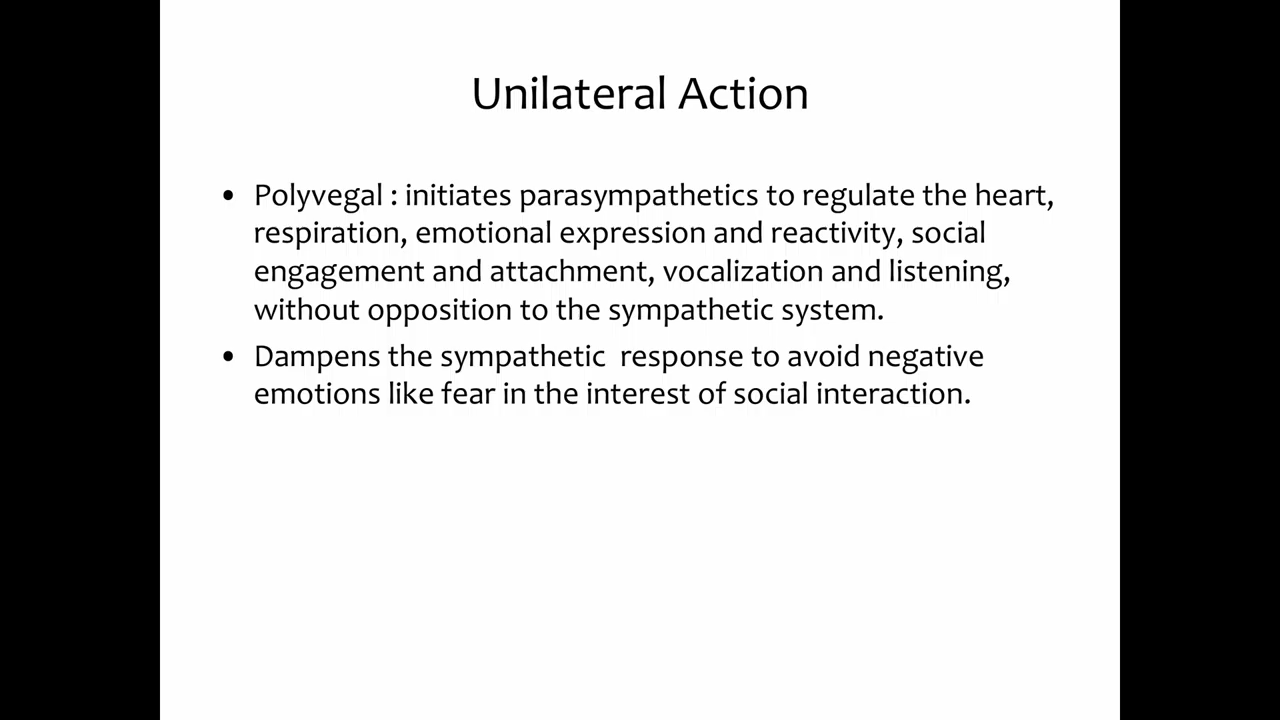 Unilateral Action
• Polyvegal : initiates parasympathetics to regulate the heart,
respiration, emotional expression and reactivity, social
engagement and attachment, vocalization and listening,
without opposition to the sympathetic system.
• Dampens the sympathetic  response to avoid negative
emotions like fear in the interest of social interaction.